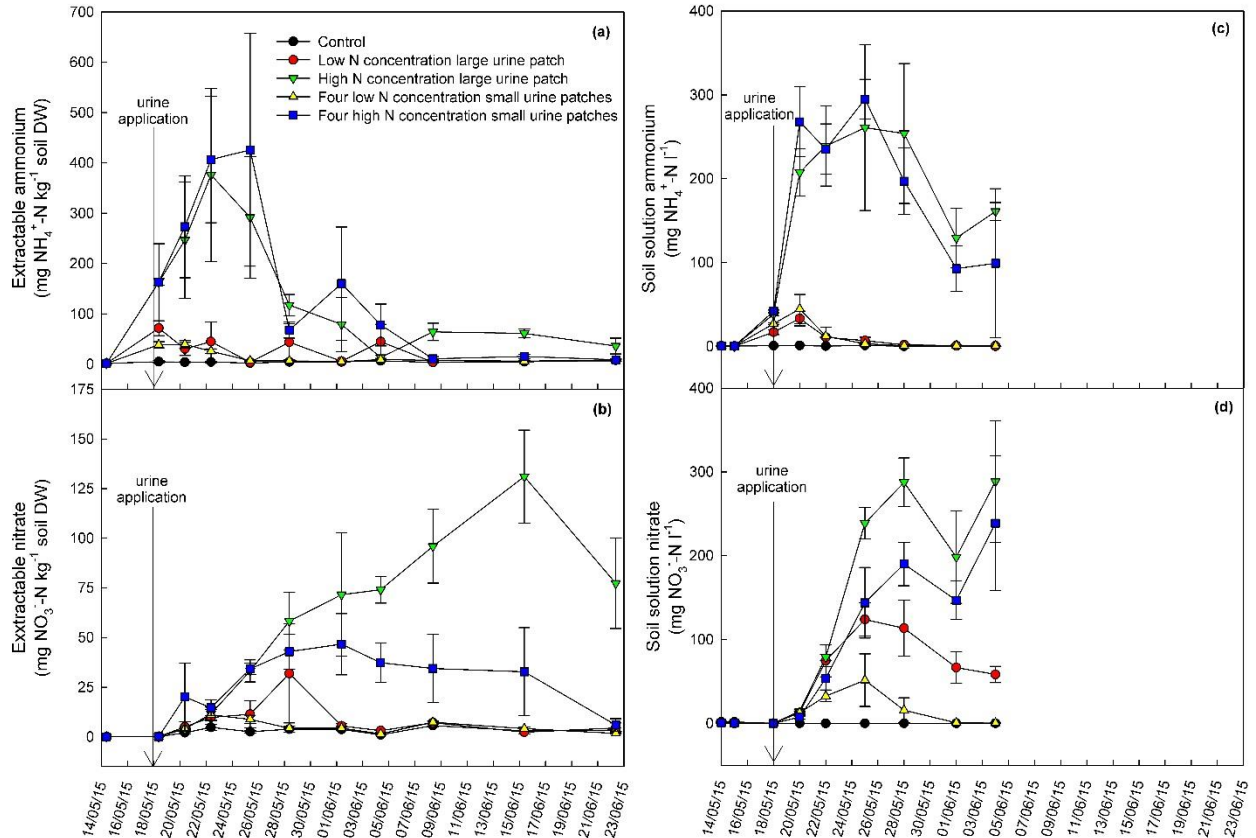 700
600
500
400
300
200
100
0
Extractable ammonium
(mg NH₄⁺-N kg⁻¹ soil DW)
(a)
Control
Low N concentration large urine patch
High N concentration large urine patch
Four low N concentration small urine patches
Four high N concentration small urine patches
urine
application
400
300
200
100
0
Soil solution ammonium
(mg NH₄⁺-N l⁻¹)
(c)
urine
application
175
150
125
100
75
50
25
0
Exxtractable nitrate
(mg NO₃⁻-N kg⁻¹ soil DW)
(b)
urine
application
14/05/15
16/05/15
18/05/15
20/05/15
22/05/15
24/05/15
26/05/15
28/05/15
30/05/15
01/06/15
03/06/15
05/06/15
07/06/15
09/06/15
11/06/15
13/06/15
15/06/15
17/06/15
19/06/15
21/06/15
23/06/15
400
300
200
100
0
Soil solution nitrate
(mg NO₃⁻-N l⁻¹)
(d)
urine
application
14/05/15
16/05/15
18/05/15
20/05/15
22/05/15
24/05/15
26/05/15
28/05/15
30/05/15
01/06/15
03/06/15
05/06/15
07/06/15
09/06/15
11/06/15
13/06/15
15/06/15
17/06/15
19/06/15
21/06/15
23/06/15